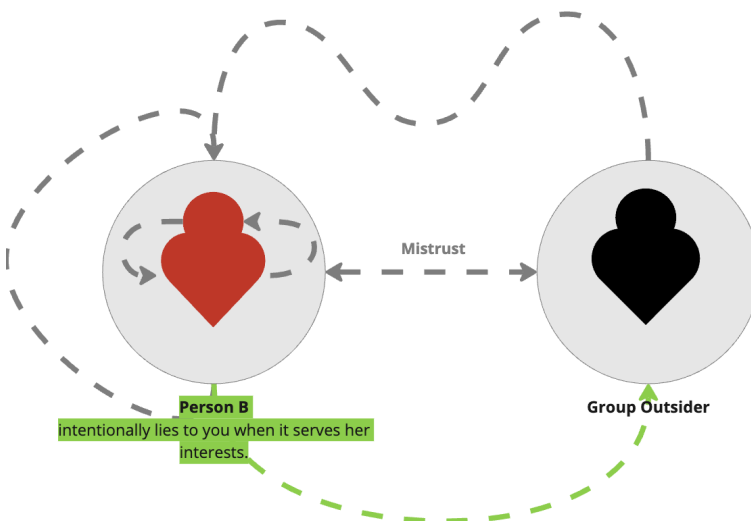 Mistrust
Person B
intentionally lies to you when it serves her
interests.
Group Outsider